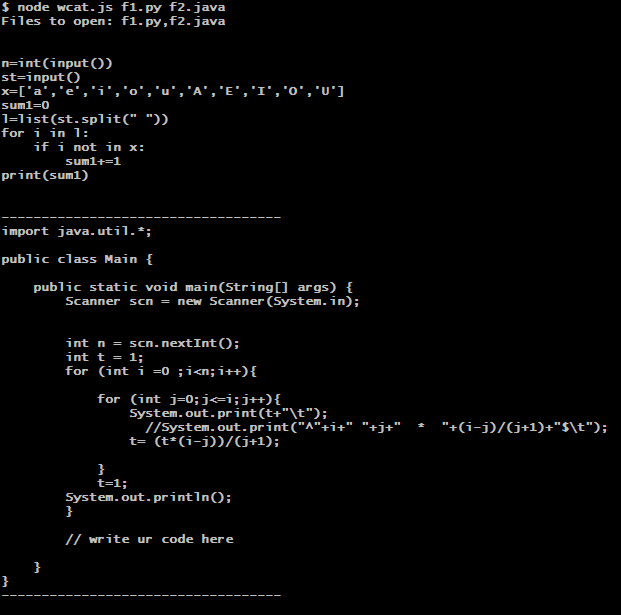 $ node wcat.js f1.py f2.java
Files to open: f1.py,f2.java
n=int(input())
st=input()
x=['a','e','i','o','u','A','E','I','O','U']
sum1=0
l=list(st.split(" "))
for i in l:
    if i not in x:
        sum1+=1
print(sum1)
-----------------------------------
import java.util.*;
public class Main {
    public static void main(String[] args) {
        Scanner scn = new Scanner(System.in);
        int n = scn.nextInt();
        int t = 1;
        for (int i =0 ;i<n;i++){
            for (int j=0;j<=i;j++){
                System.out.print(t+"\t");
                  //System.out.print("^"+i+" "+j+"  *  "+(i-j)/(j+1)+"$\t");
                t= (t*(i-j))/(j+1);
            }
            t=1;
        System.out.println();
        }
        // write ur code here
    }
}
-----------------------------------